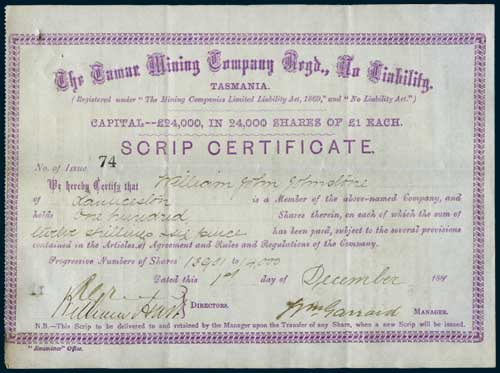 The Tamar Mining Company Regd., No Liability.
TASMANIA.
(Registered under "The Mining Companies Limited Liability Act, 1869," and "No Liability Act.")
CAPITAL--£24,000, IN 24,000 SHARES OF £1 EACH.
SCRIP CERTIFICATE.
No. of Issue 74
We hereby Certify that William John Johnstone
of Launceston is a Member of the above-named Company, and
holds One hundred Shares therein, on each of which the sum of
Shillings & six pence has been paid, subject to the several provisions
contained in the Articles of Agreement and Rules and Regulations of the Company.
Progressive Numbers of Shares 13901 to 14000
Dated this 1st day of December 189
William Hart DIRECTORS. Wm Garrard MANAGER.
N.B.—This Scrip to be delivered to and retained by the Manager upon the Transfer of any Share, when a new Scrip will be issued.
"Examiner" Office.